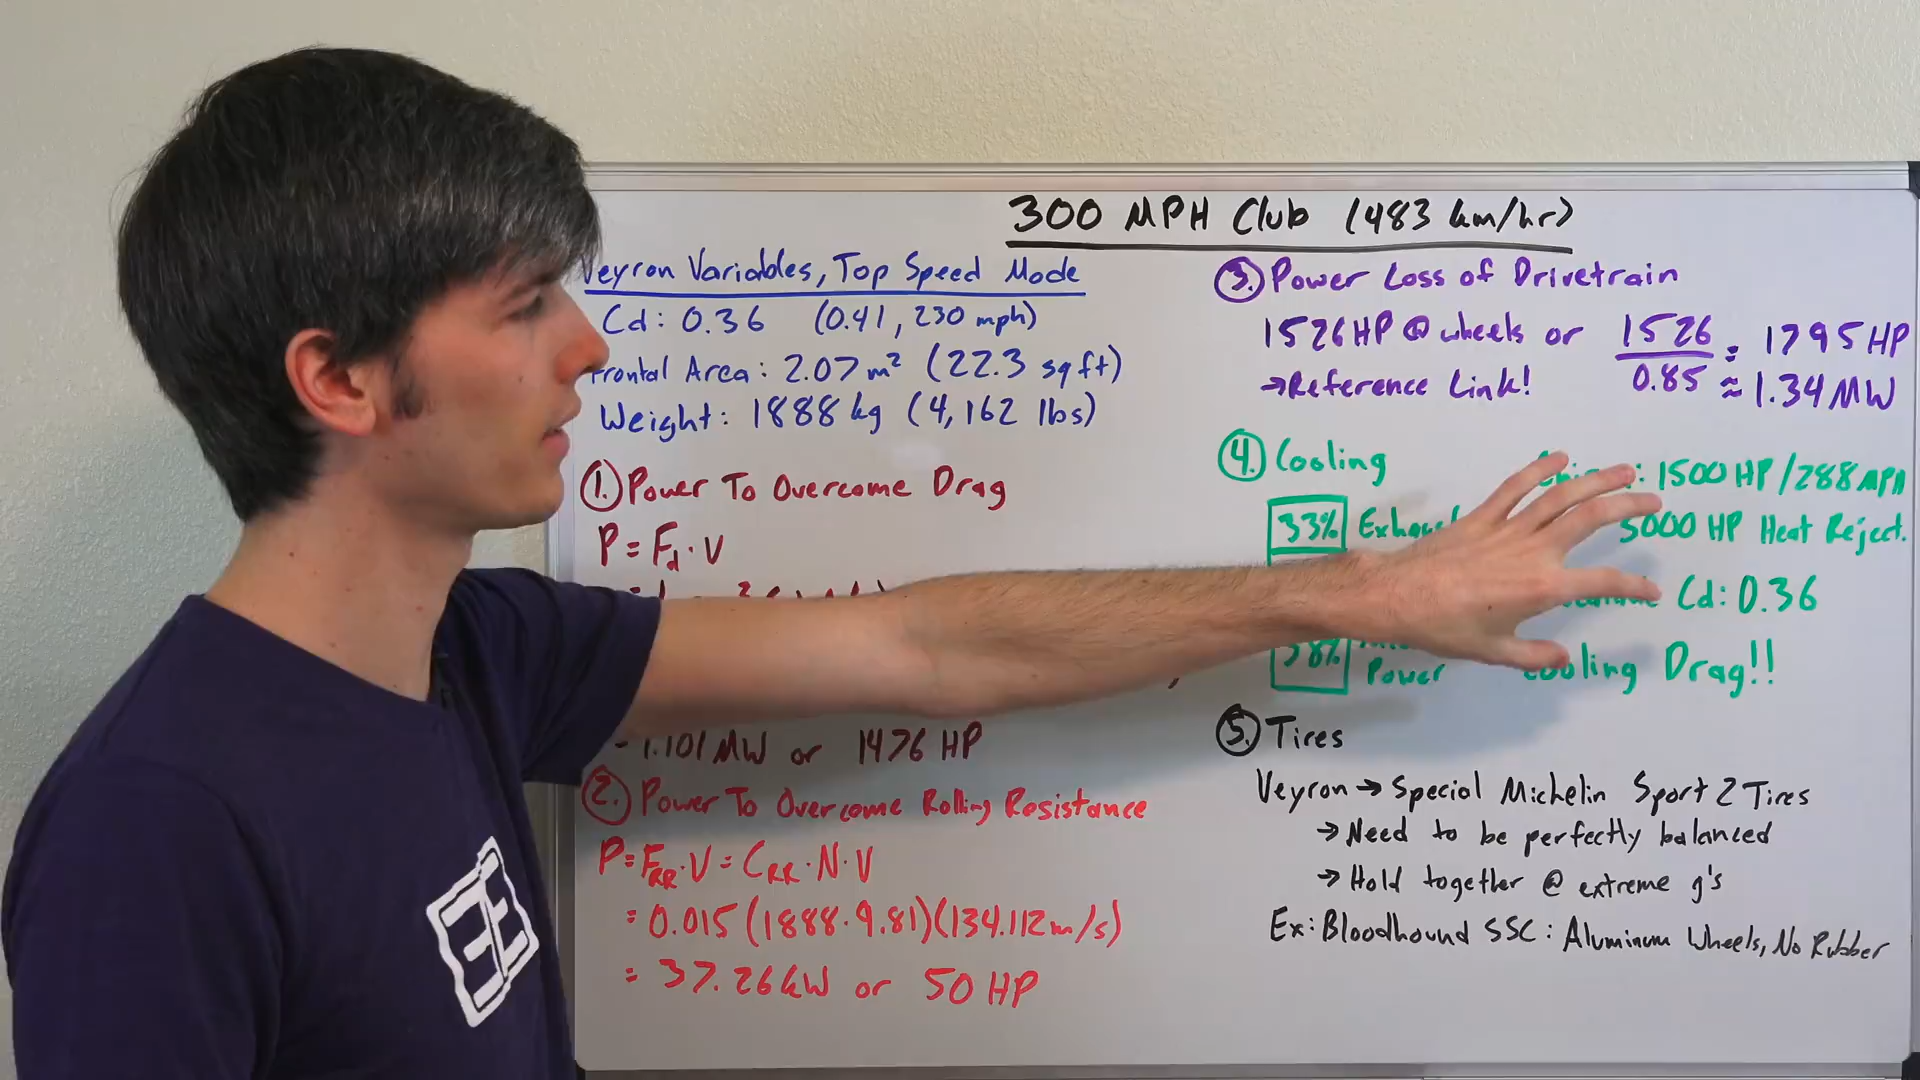 300 MPH Club (483 km/hr)
Veyron Variables, Top Speed Mode
Cd: 0.36 (0.41, 230 mph)
Frontal Area: 2.07 m² (22.3 sq ft)
Weight: 1888 kg (4,162 lbs)
①. Power To Overcome Drag
P = Fd · V
= 1.101 MW or 1476 HP
②. Power To Overcome Rolling Resistance
P = FRR · V = CRR · N · V
= 0.015 (1888 · 9.81)(134.112 m/s)
= 37.26 kW or 50 HP
③. Power Loss of Drivetrain
1526 HP @ wheels or 1526 / 0.85 = 1795 HP
→ Reference Link! ≈ 1.34 MW
④. Cooling
33%
38% Power
: 1500 HP / 288 MPH
3000 HP Heat Reject.
Cd: 0.36
Cooling Drag!!
⑤. Tires
Veyron → Special Michelin Sport 2 Tires
→ Need to be perfectly balanced
→ Hold together @ extreme g's
Ex: Bloodhound SSC: Aluminum Wheels, No Rubber